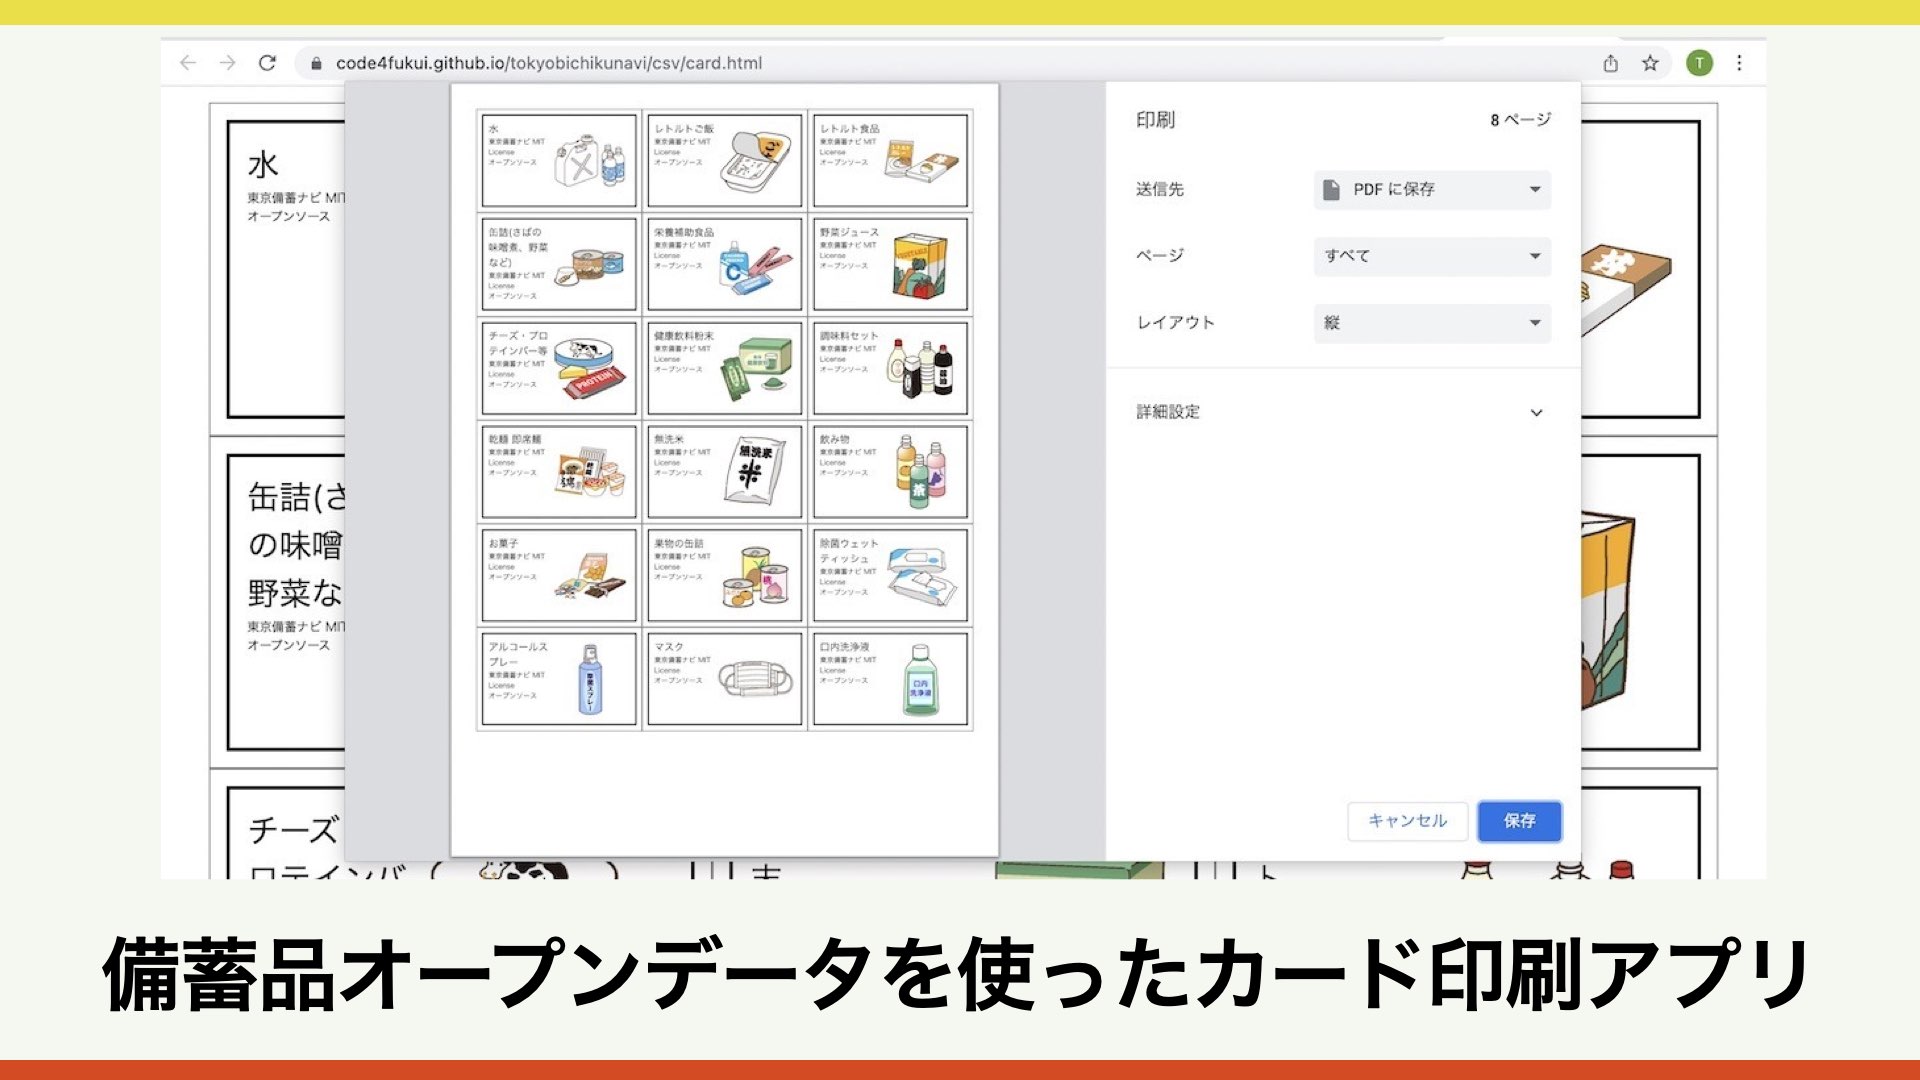 code4fukui.github.io/tokyobichikunavi/csv/card.html
T
水
東京備蓄ナビ MIT
オープンソース
缶詰(さ
の味噌
野菜な
東京備蓄ナビ MIT
オープンソース
チーズ
ロテインバ
水
東京備蓄ナビ MIT
License
オープンソース
レトルトご飯
東京備蓄ナビ MIT
License
オープンソース
レトルト食品
東京備蓄ナビ MIT
License
オープンソース
缶詰(さばの
味噌煮、野菜
など)
東京備蓄ナビ MIT
License
オープンソース
栄養補助食品
東京備蓄ナビ MIT
License
オープンソース
C
野菜ジュース
東京備蓄ナビ MIT
License
オープンソース
VEGETABLE
チーズ・プロ
テインバー等
東京備蓄ナビ MIT
License
オープンソース
PROTEIN
健康飲料粉末
東京備蓄ナビ MIT
License
オープンソース
調味料セット
東京備蓄ナビ MIT
License
オープンソース
醤油
乾麺 即席麺
東京備蓄ナビ MIT
License
オープンソース
無洗米
東京備蓄ナビ MIT
License
オープンソース
無洗米
米
飲み物
東京備蓄ナビ MIT
License
オープンソース
茶
お菓子
東京備蓄ナビ MIT
License
オープンソース
果物の缶詰
東京備蓄ナビ MIT
License
オープンソース
桃
除菌ウェット
ティッシュ
東京備蓄ナビ MIT
License
オープンソース
アルコールス
プレー
東京備蓄ナビ MIT
License
オープンソース
除菌スプレー
マスク
東京備蓄ナビ MIT
License
オープンソース
口内洗浄液
東京備蓄ナビ MIT
License
オープンソース
口内
洗浄液
印刷
8 ページ
送信先
PDF に保存
ページ
すべて
レイアウト
縦
詳細設定
キャンセル
保存
備蓄品オープンデータを使ったカード印刷アプリ